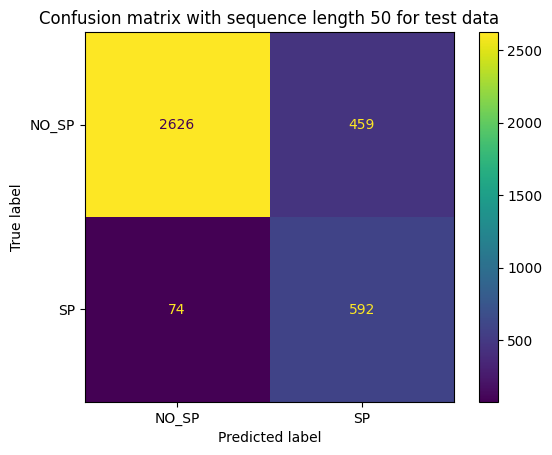 Confusion matrix with sequence length 50 for test data
NO_SP
2626
459
SP
74
592
NO_SP
SP
Predicted label
True label
2500
2000
1500
1000
500